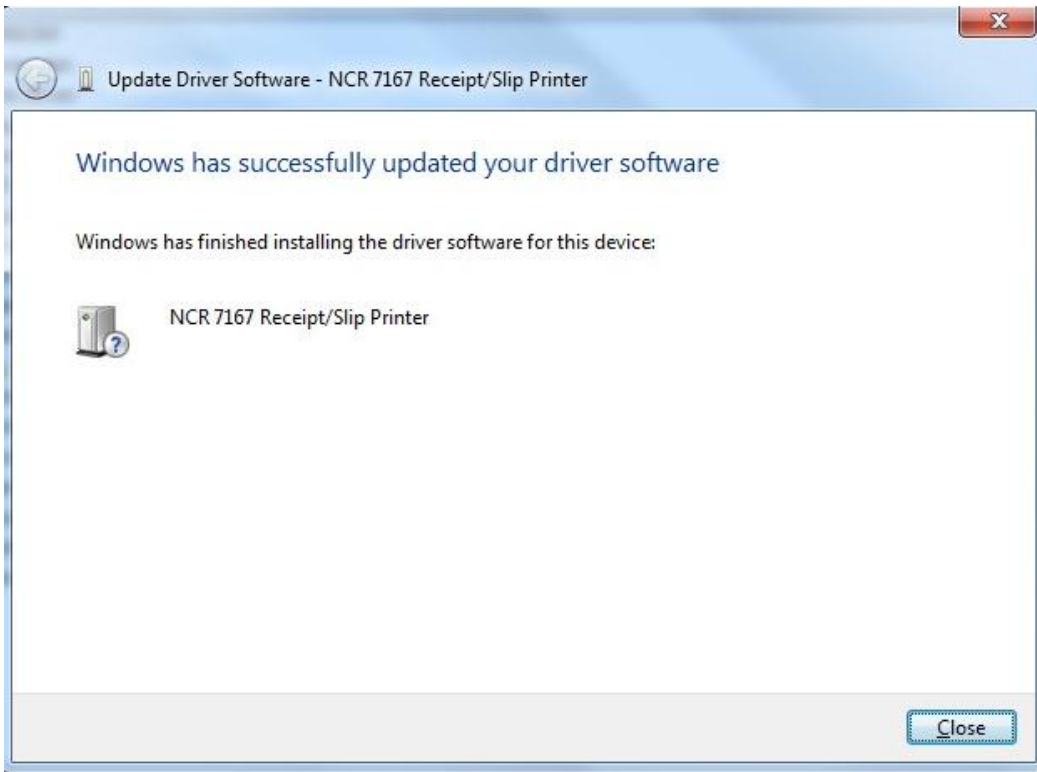 Update Driver Software - NCR 7167 Receipt/Slip Printer
Windows has successfully updated your driver software
Windows has finished installing the driver software for this device:
NCR 7167 Receipt/Slip Printer
Close